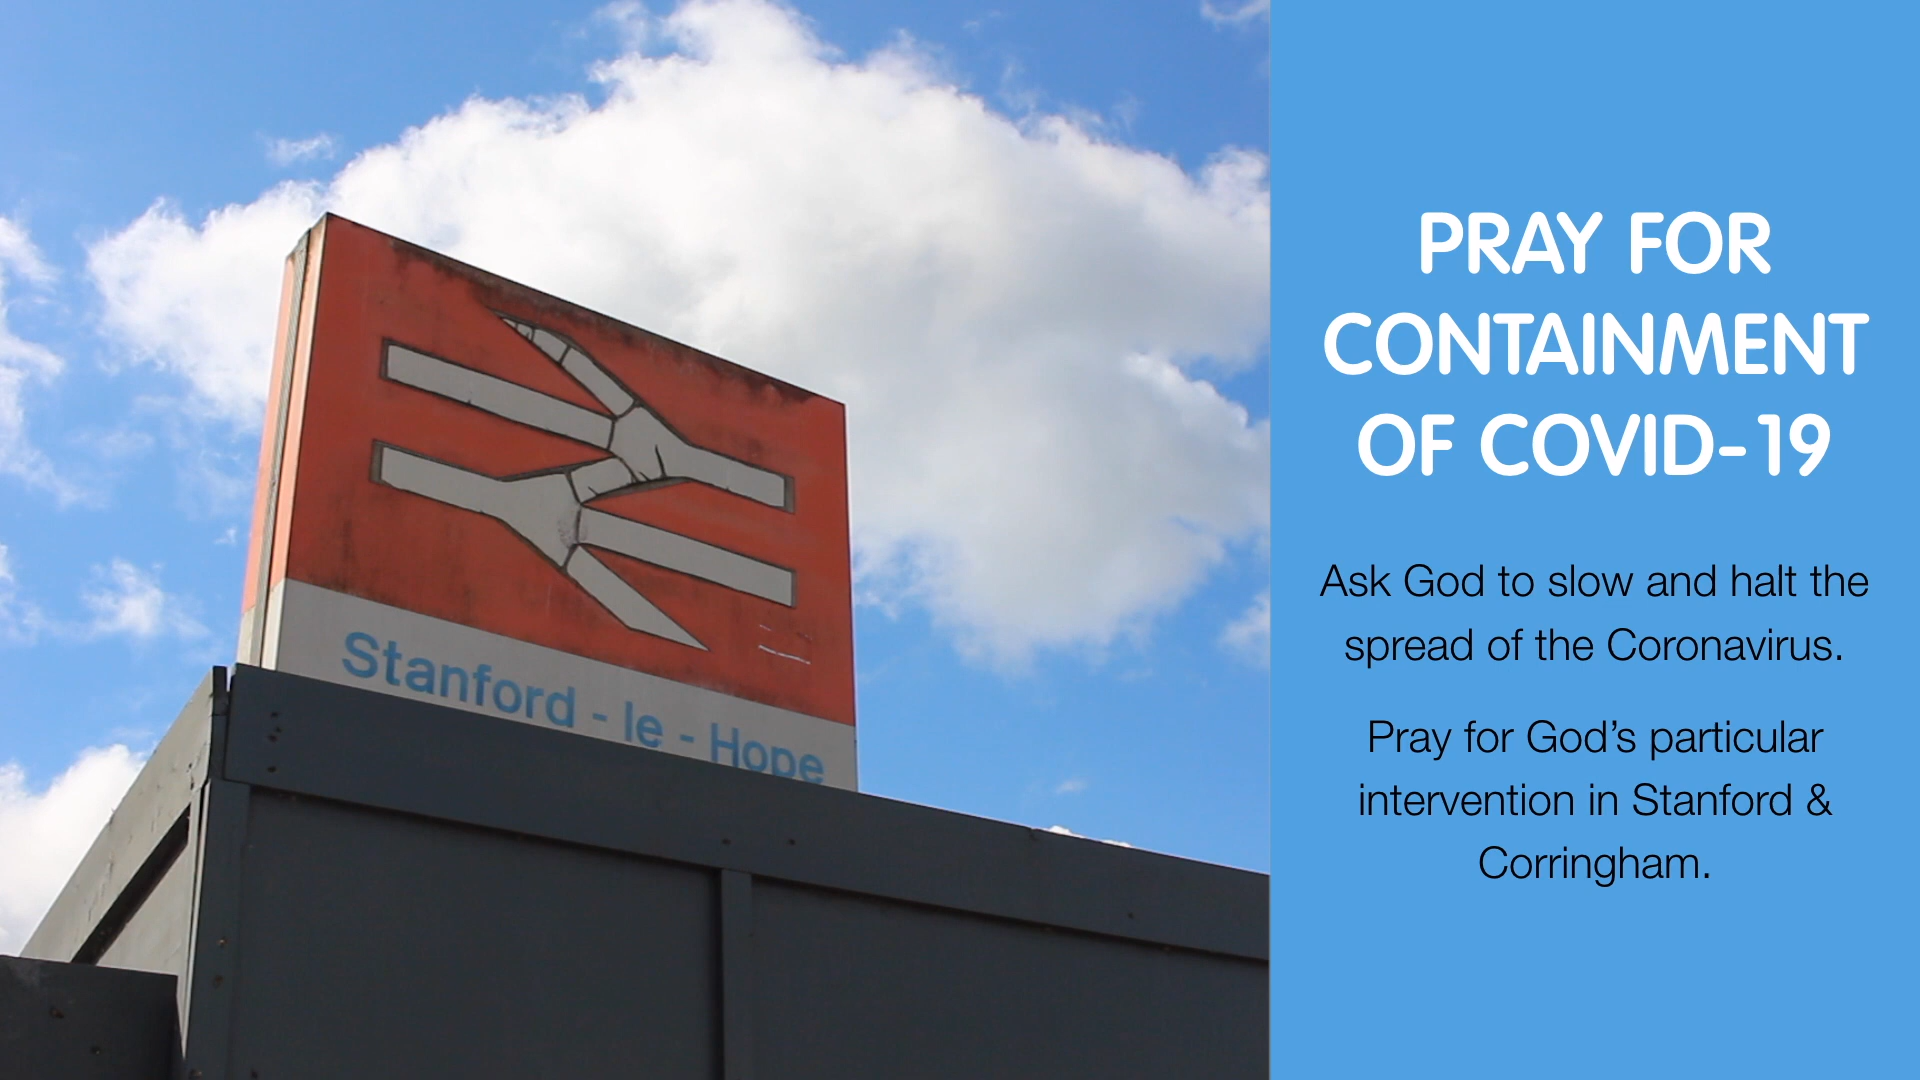 Stanford - le - Hope
PRAY FOR
CONTAINMENT
OF COVID-19
Ask God to slow and halt the
spread of the Coronavirus.
Pray for God’s particular
intervention in Stanford &
Corringham.